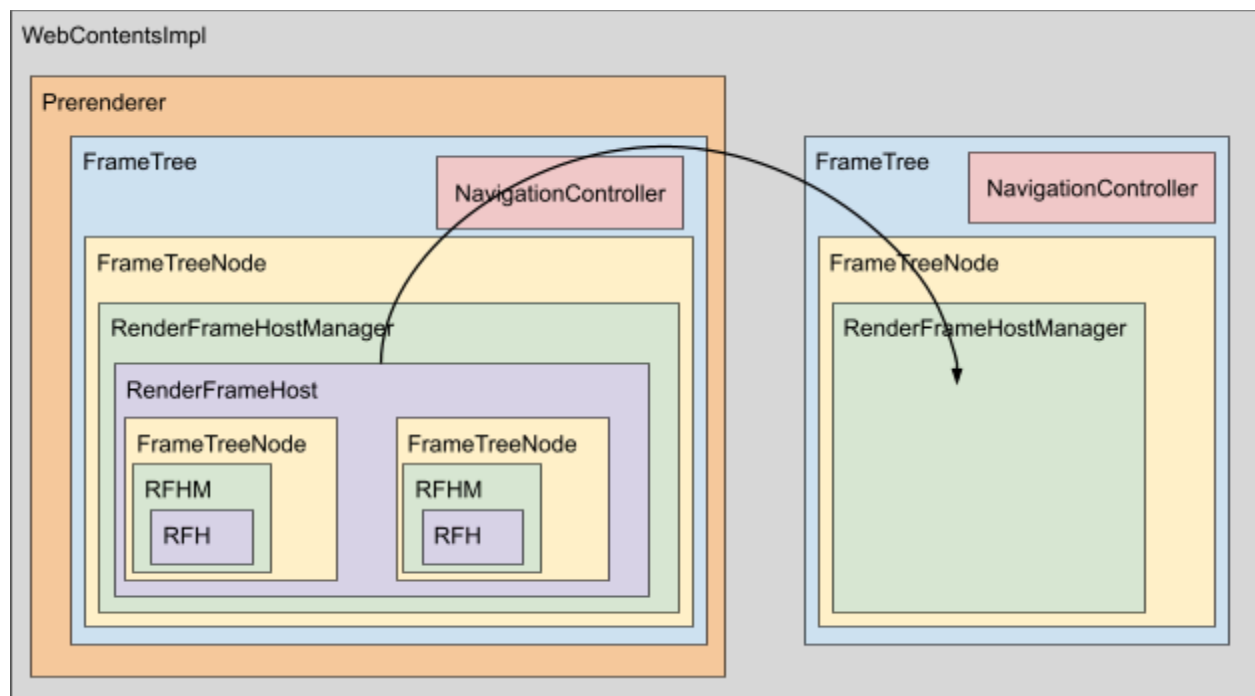 WebContentsImpl
Prerenderer
FrameTree
NavigationController
FrameTreeNode
RenderFrameHostManager
RenderFrameHost
FrameTreeNode
RFHM
RFH
FrameTreeNode
RFHM
RFH
FrameTree
NavigationController
FrameTreeNode
RenderFrameHostManager